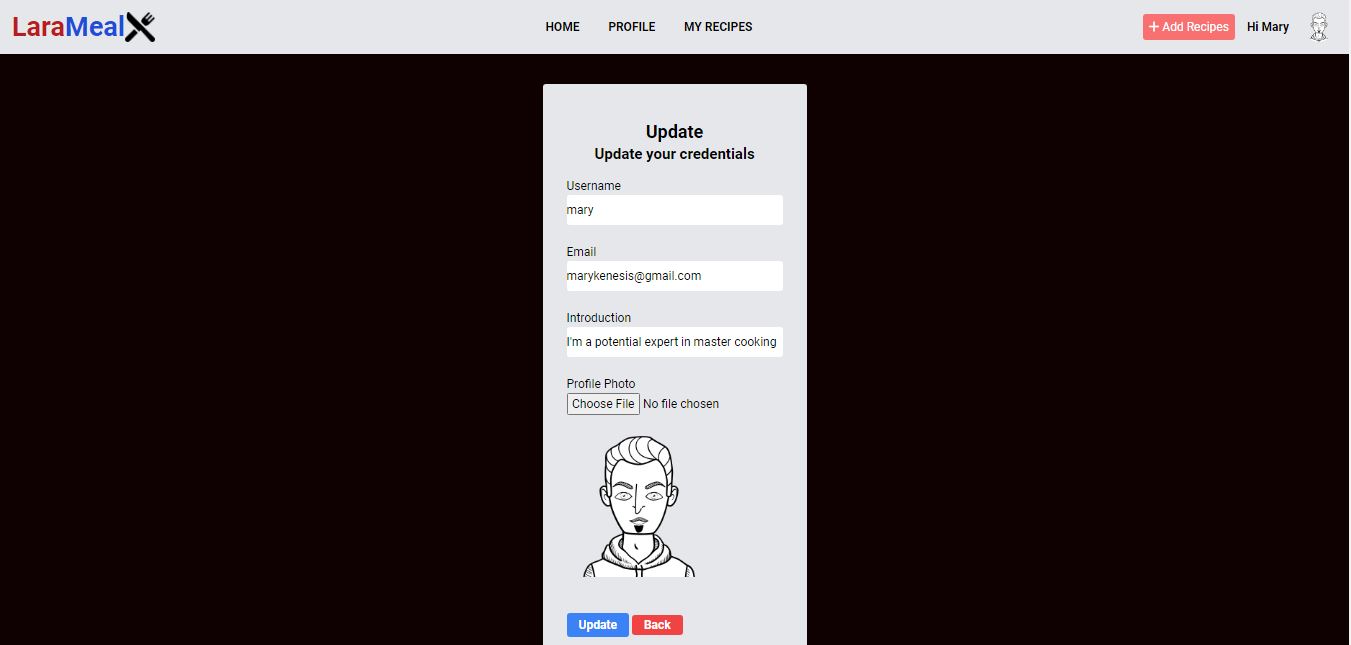 LaraMeal
HOME PROFILE MY RECIPES
+ Add Recipes Hi Mary
Update
Update your credentials
Username
mary
Email
marykenesis@gmail.com
Introduction
I'm a potential expert in master cooking
Profile Photo
Choose File No file chosen
Update Back